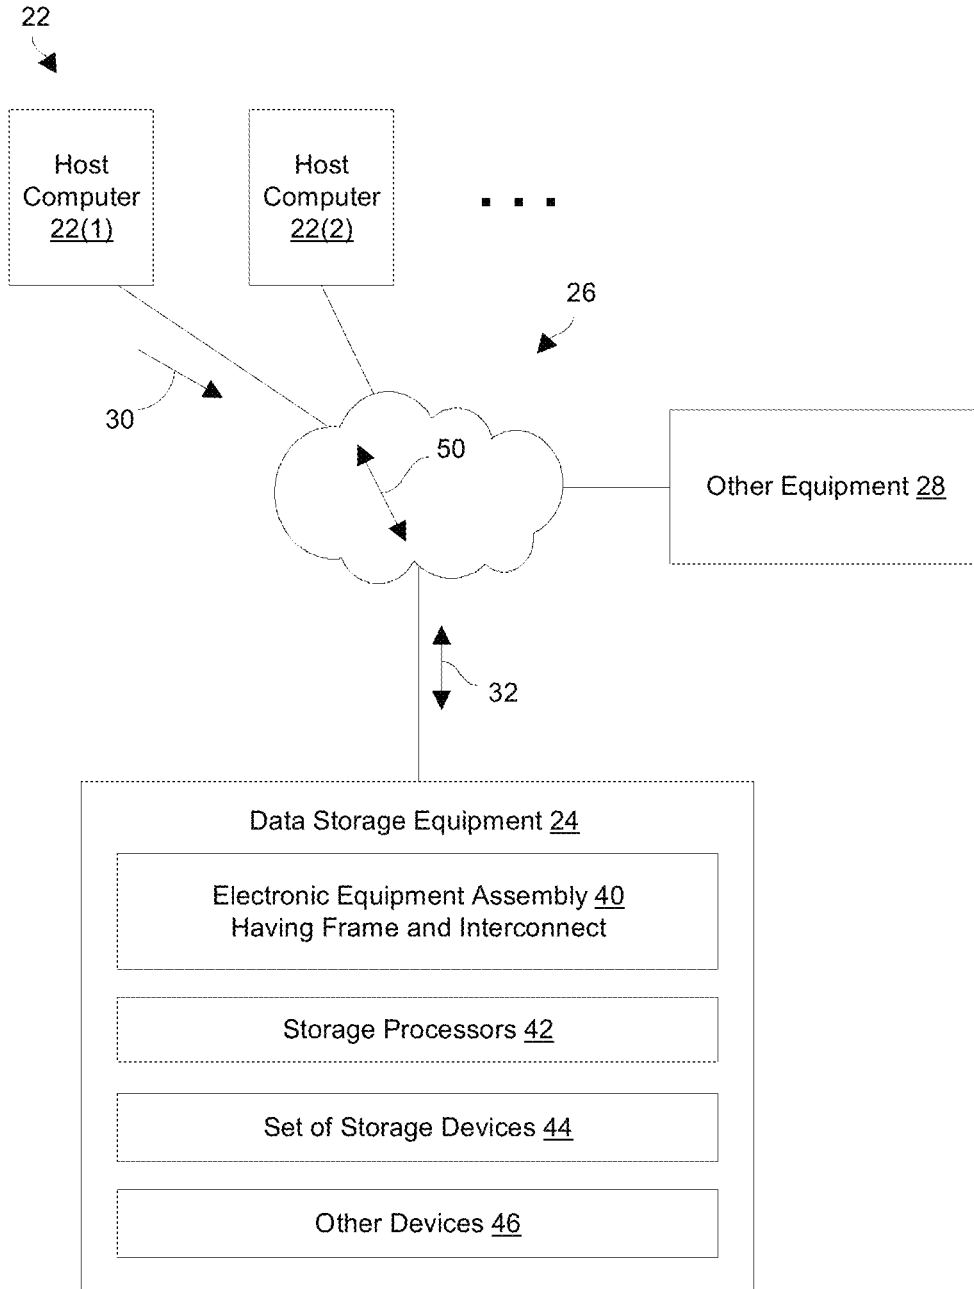 22
Host
Computer
22(1)
Host
Computer
22(2)
26
30
50
Other Equipment 28
32
Data Storage Equipment 24
Electronic Equipment Assembly 40
Having Frame and Interconnect
Storage Processors 42
Set of Storage Devices 44
Other Devices 46